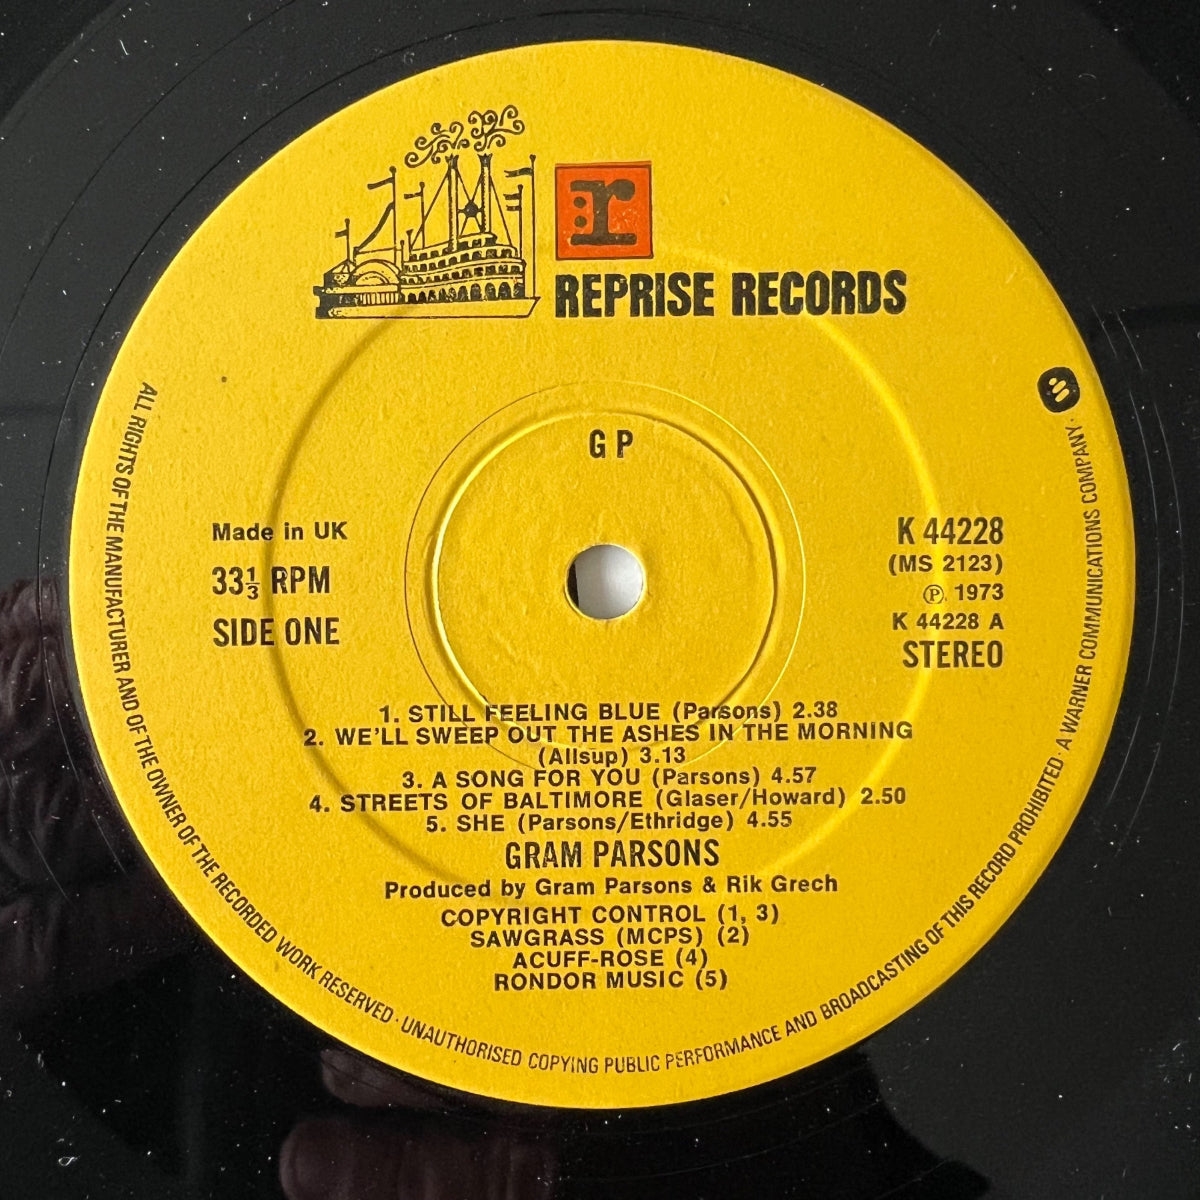 r
REPRISE RECORDS
G P
Made in UK
33⅓ RPM
SIDE ONE
K 44228
(MS 2123)
Ⓟ 1973
K 44228 A
STEREO
1. STILL FEELING BLUE (Parsons) 2.38
2. WE'LL SWEEP OUT THE ASHES IN THE MORNING
(Allsup) 3.13
3. A SONG FOR YOU (Parsons) 4.57
4. STREETS OF BALTIMORE (Glaser/Howard) 2.50
5. SHE (Parsons/Ethridge) 4.55
GRAM PARSONS
Produced by Gram Parsons & Rik Grech
COPYRIGHT CONTROL (1, 3)
SAWGRASS (MCPS) (2)
ACUFF-ROSE (4)
RONDOR MUSIC (5)
ALL RIGHTS OF THE MANUFACTURER AND OF THE OWNER OF THE RECORDED WORK RESERVED · UNAUTHORISED COPYING PUBLIC PERFORMANCE AND BROADCASTING OF THIS RECORD PROHIBITED · A WARNER COMMUNICATIONS COMPANY ·